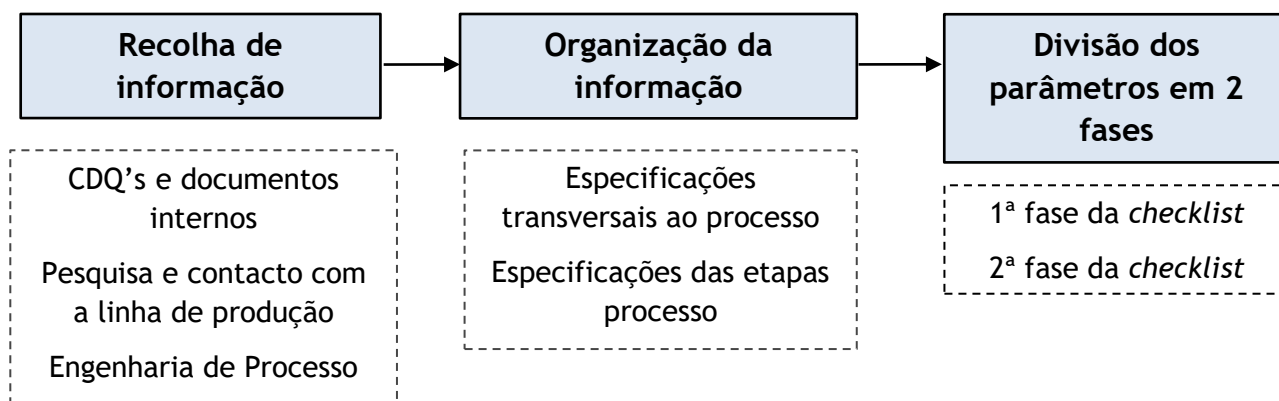 Recolha de
informação
Organização da
informação
Divisão dos
parâmetros em 2
fases
CDQ’s e documentos
internos
Pesquisa e contacto com
a linha de produção
Engenharia de Processo
Especificações
transversais ao processo
Especificações das etapas
processo
1ª fase da checklist
2ª fase da checklist